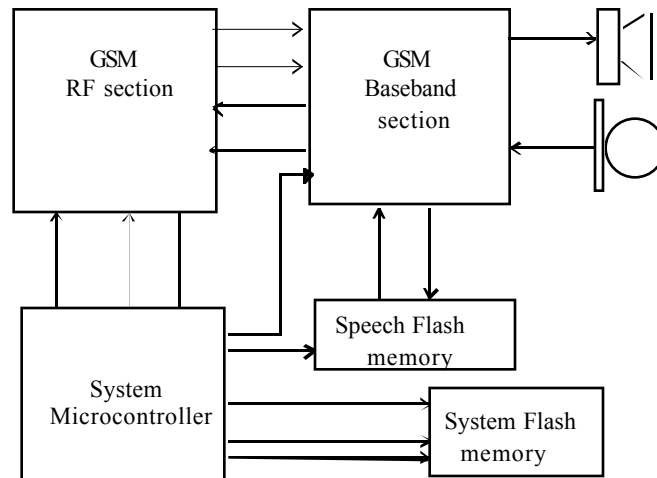 GSM
RF section
GSM
Baseband
section
Speech Flash
memory
System
Microcontroller
System Flash
memory